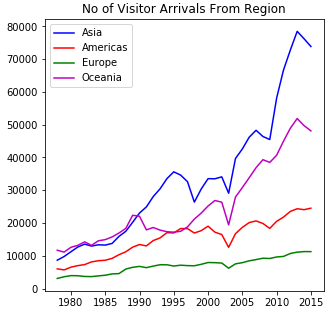 No of Visitor Arrivals From Region
Asia
Americas
Europe
Oceania
80000
70000
60000
50000
40000
30000
20000
10000
0
1980 1985 1990 1995 2000 2005 2010 2015